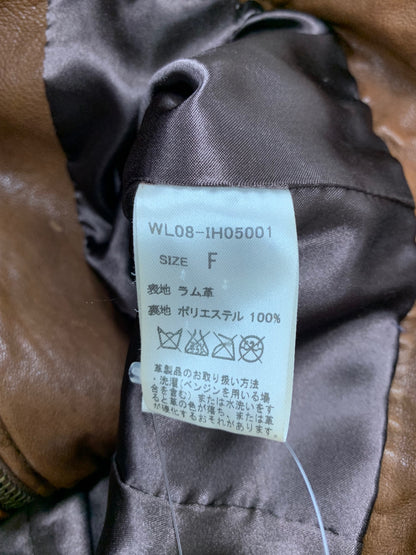 WL08-IH05001
SIZE F
表地 ラム革
裏地 ポリエステル 100%
革製品のお取り扱い方法
・洗濯(ベンジンを用いる場
合を含む)または水洗いをす
ると革の色が落ち、または革
が硬化するおそれがありま